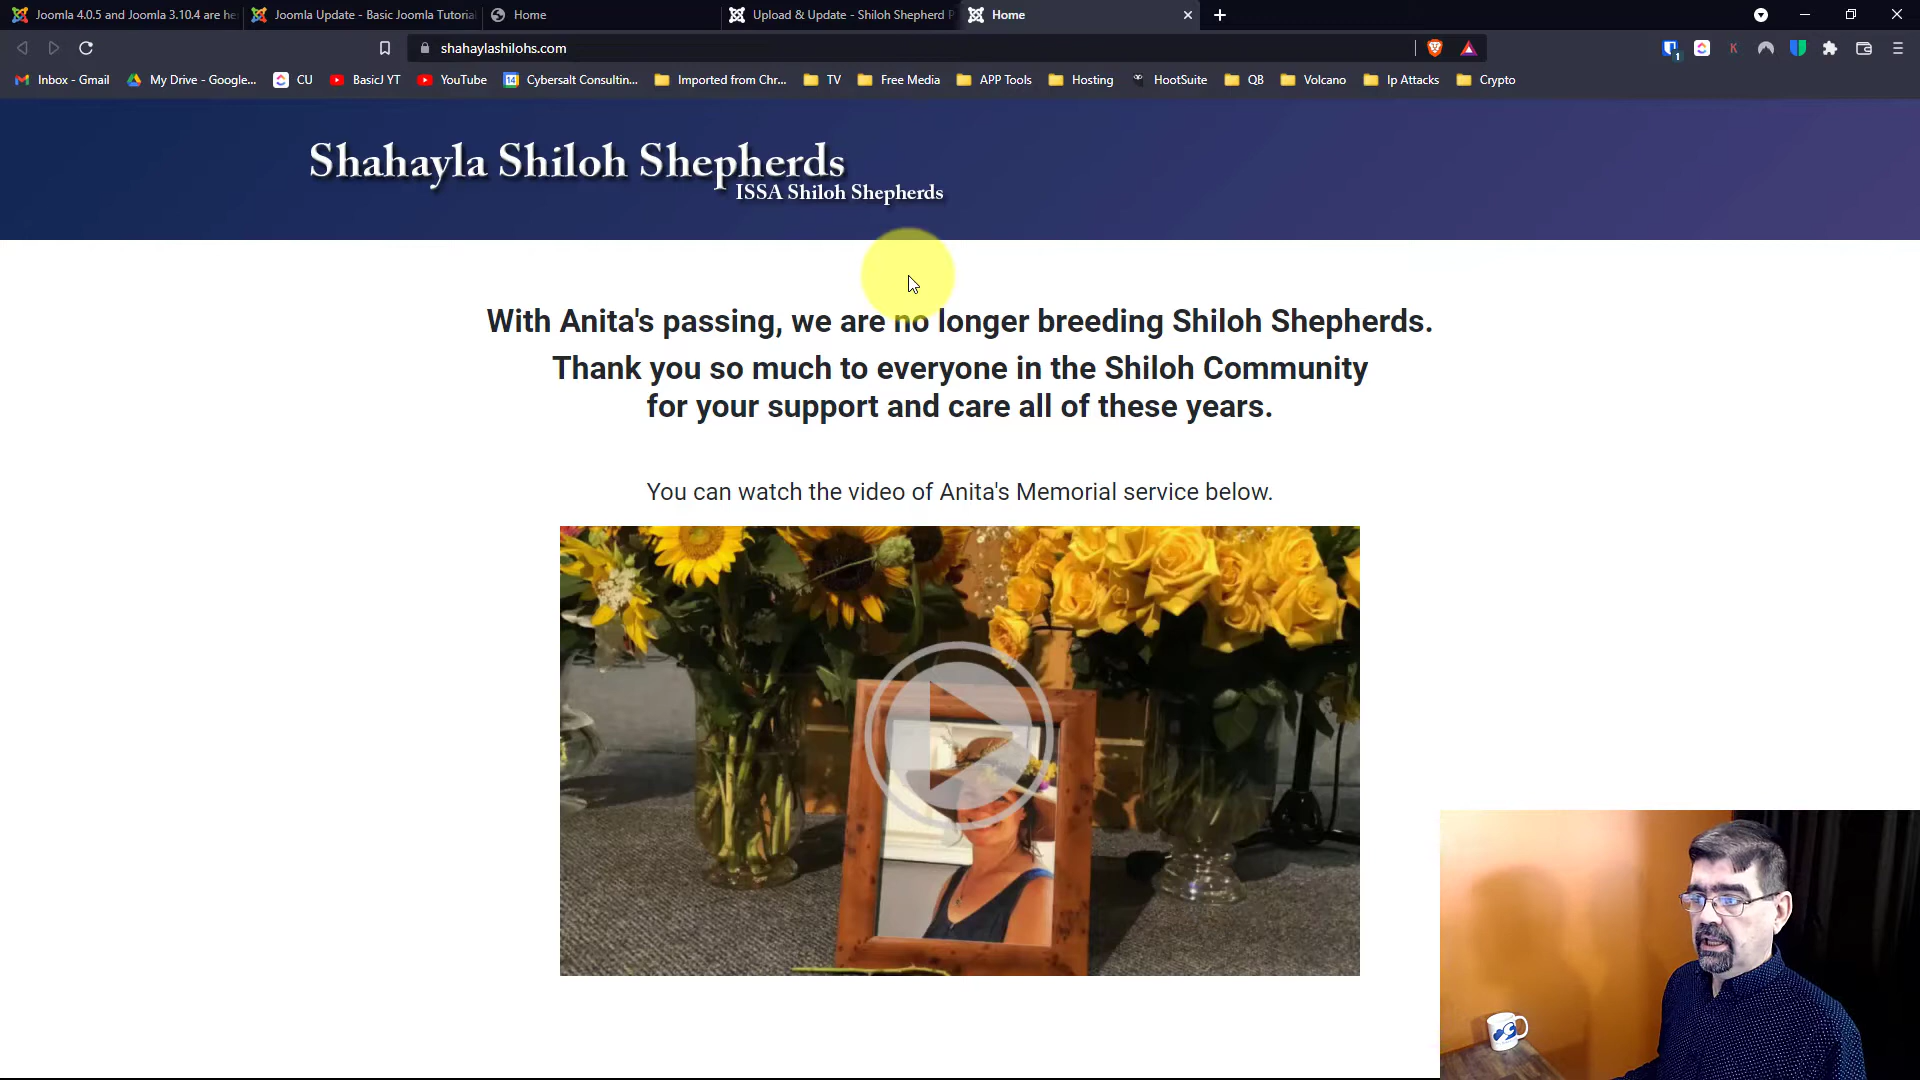 Joomla 4.0.5 and Joomla 3.10.4 are he
Joomla Update - Basic Joomla Tutoria
Home
Upload & Update - Shiloh Shepherd P
Home
shahaylashilohs.com
Inbox - Gmail
My Drive - Google...
CU
BasicJ YT
YouTube
14
Cybersalt Consultin...
Imported from Chr...
TV
Free Media
APP Tools
Hosting
HootSuite
QB
Volcano
Ip Attacks
Crypto
1
K
Shahayla Shiloh Shepherds
ISSA Shiloh Shepherds
With Anita's passing, we are no longer breeding Shiloh Shepherds.
Thank you so much to everyone in the Shiloh Community
for your support and care all of these years.
You can watch the video of Anita's Memorial service below.